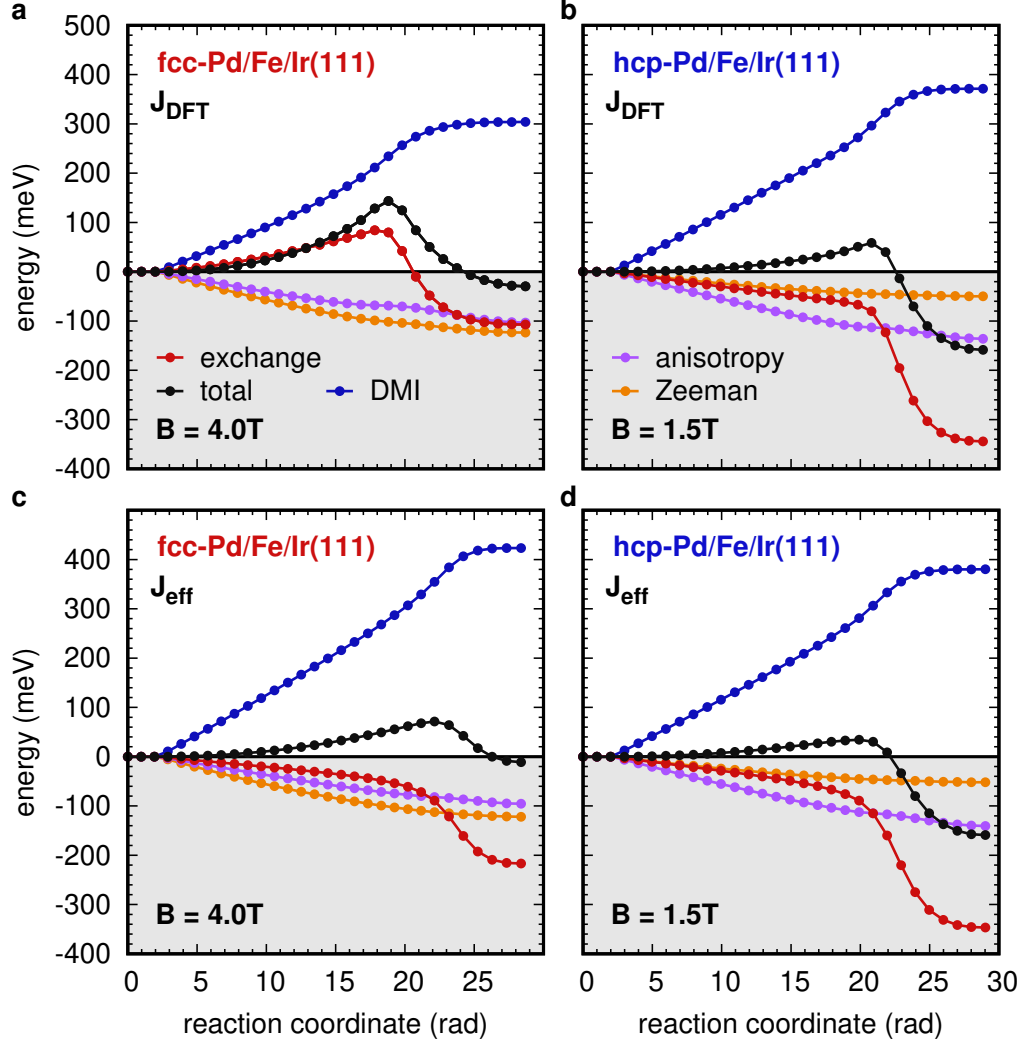 a
b
500
400
300
200
100
0
-100
-200
-300
-400
energy (meV)
fcc-Pd/Fe/Ir(111)
J_DFT
exchange
total
DMI
B = 4.0T
hcp-Pd/Fe/Ir(111)
J_DFT
anisotropy
Zeeman
B = 1.5T
c
d
400
300
200
100
0
-100
-200
-300
-400
energy (meV)
fcc-Pd/Fe/Ir(111)
J_eff
B = 4.0T
hcp-Pd/Fe/Ir(111)
J_eff
B = 1.5T
0 5 10 15 20 25
0 5 10 15 20 25 30
reaction coordinate (rad)
reaction coordinate (rad)